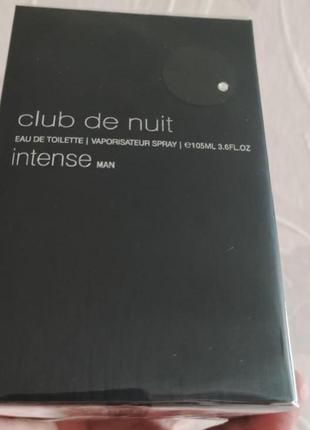 club de nuit
EAU DE TOILETTE | VAPORISATEUR SPRAY | ℮105ML 3.6FL.OZ
intense MAN